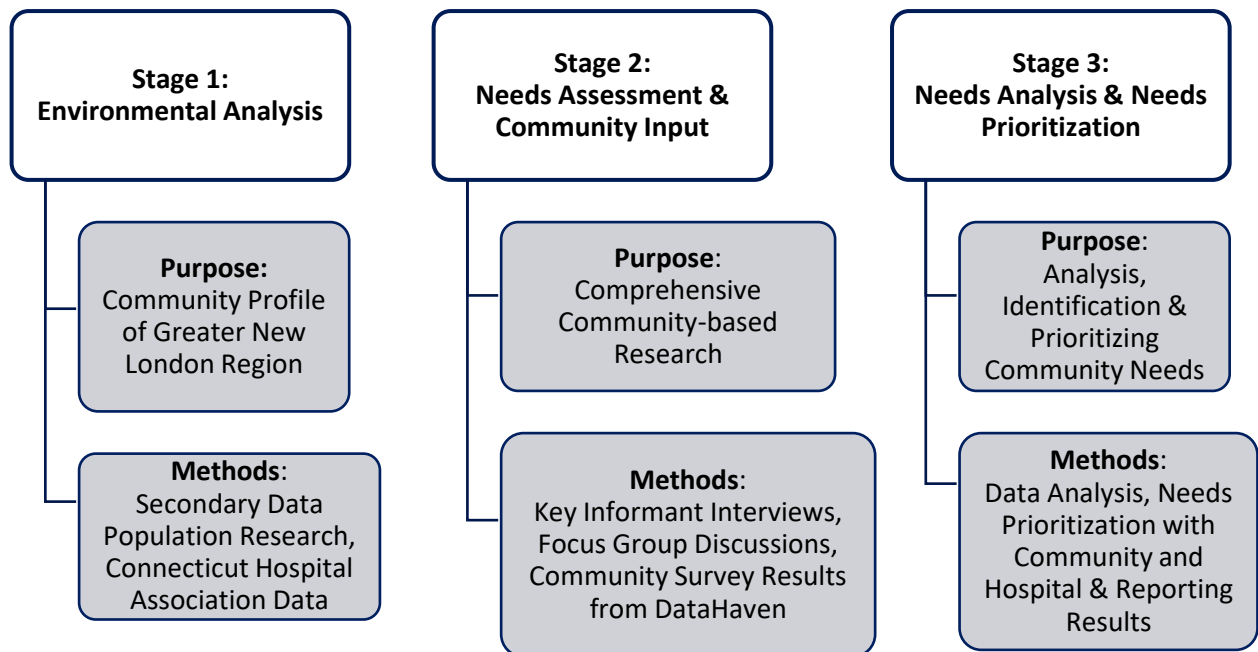 Stage 1:
Environmental Analysis
Purpose:
Community Profile
of Greater New
London Region
Methods:
Secondary Data
Population Research,
Connecticut Hospital
Association Data
Stage 2:
Needs Assessment &
Community Input
Purpose:
Comprehensive
Community-based
Research
Methods:
Key Informant Interviews,
Focus Group Discussions,
Community Survey Results
from DataHaven
Stage 3:
Needs Analysis & Needs
Prioritization
Purpose:
Analysis,
Identification &
Prioritizing
Community Needs
Methods:
Data Analysis, Needs
Prioritization with
Community and
Hospital & Reporting
Results